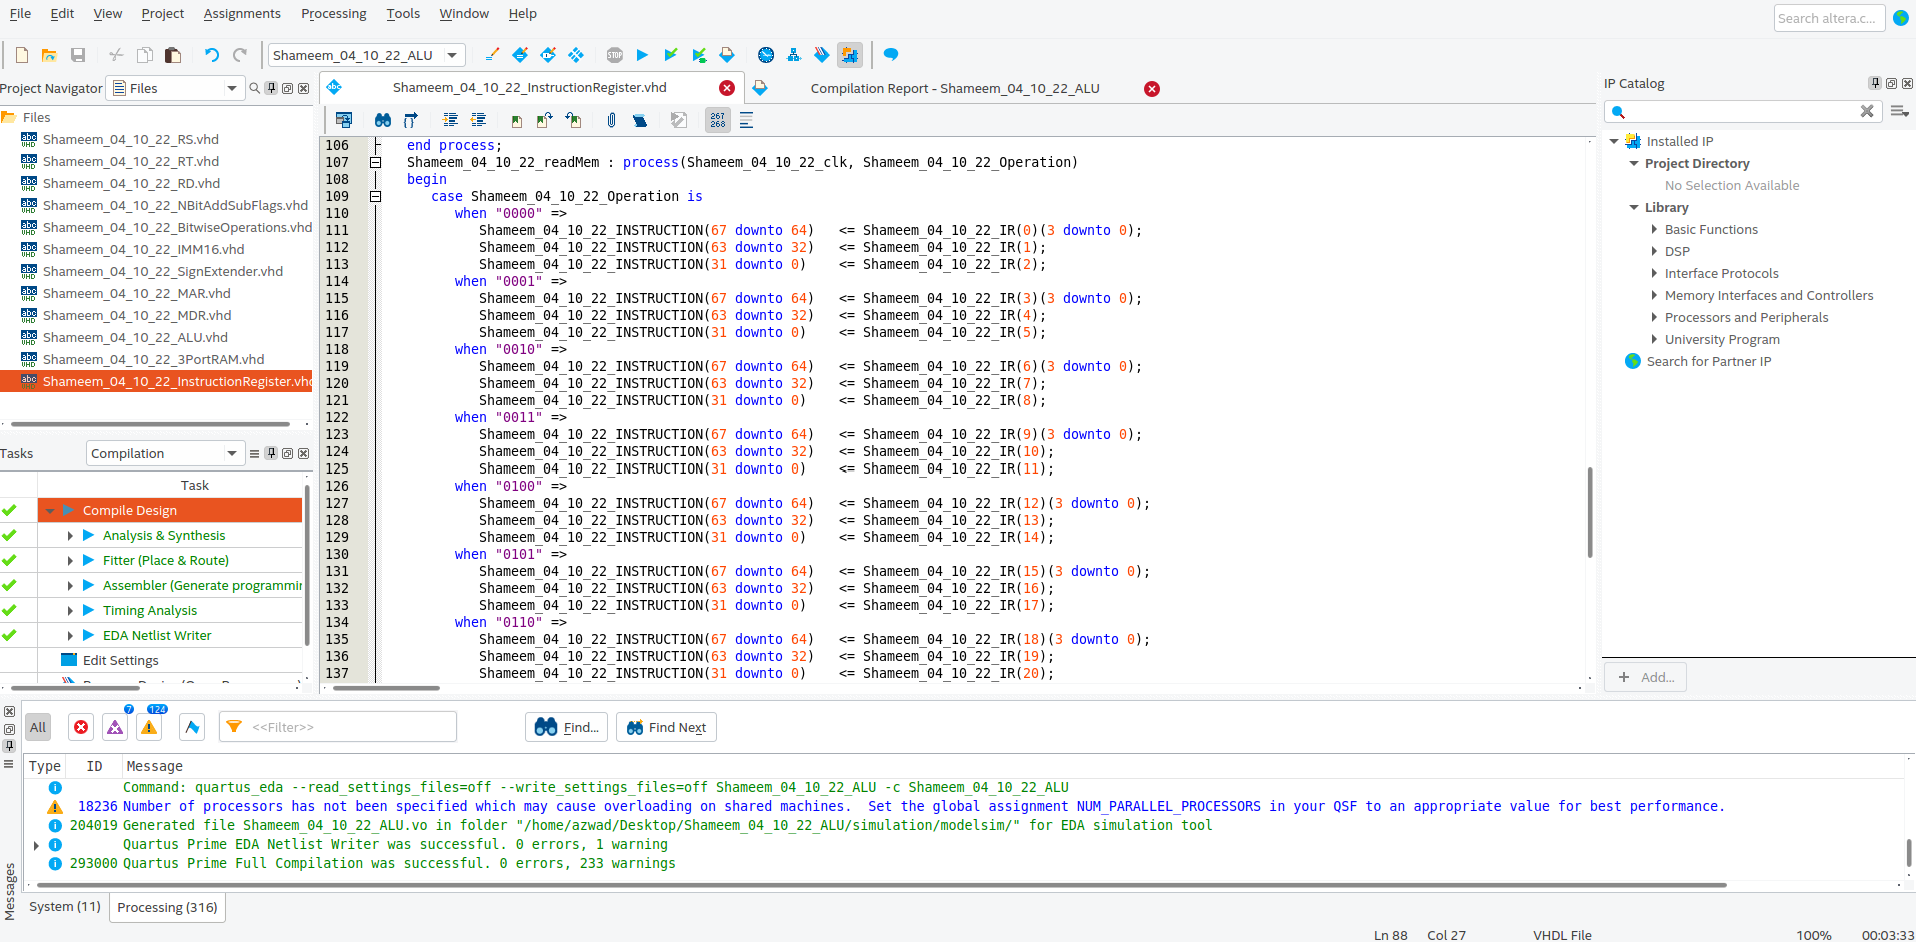 File Edit View Project Assignments Processing Tools Window Help
Search altera.c...
Shameem_04_10_22_ALU
STOP
Project Navigator Files
Files
Shameem_04_10_22_RS.vhd
Shameem_04_10_22_RT.vhd
Shameem_04_10_22_RD.vhd
Shameem_04_10_22_NBitAddSubFlags.vhd
Shameem_04_10_22_BitwiseOperations.vhd
Shameem_04_10_22_IMM16.vhd
Shameem_04_10_22_SignExtender.vhd
Shameem_04_10_22_MAR.vhd
Shameem_04_10_22_MDR.vhd
Shameem_04_10_22_ALU.vhd
Shameem_04_10_22_3PortRAM.vhd
Shameem_04_10_22_InstructionRegister.vhd
Tasks Compilation
Task
Compile Design
Analysis & Synthesis
Fitter (Place & Route)
Assembler (Generate programmin
Timing Analysis
EDA Netlist Writer
Edit Settings
Shameem_04_10_22_InstructionRegister.vhd
Compilation Report - Shameem_04_10_22_ALU
267
268
106 end process;
107 Shameem_04_10_22_readMem : process(Shameem_04_10_22_clk, Shameem_04_10_22_Operation)
108 begin
109 case Shameem_04_10_22_Operation is
110 when "0000" =>
111 Shameem_04_10_22_INSTRUCTION(67 downto 64) <= Shameem_04_10_22_IR(0)(3 downto 0);
112 Shameem_04_10_22_INSTRUCTION(63 downto 32) <= Shameem_04_10_22_IR(1);
113 Shameem_04_10_22_INSTRUCTION(31 downto 0) <= Shameem_04_10_22_IR(2);
114 when "0001" =>
115 Shameem_04_10_22_INSTRUCTION(67 downto 64) <= Shameem_04_10_22_IR(3)(3 downto 0);
116 Shameem_04_10_22_INSTRUCTION(63 downto 32) <= Shameem_04_10_22_IR(4);
117 Shameem_04_10_22_INSTRUCTION(31 downto 0) <= Shameem_04_10_22_IR(5);
118 when "0010" =>
119 Shameem_04_10_22_INSTRUCTION(67 downto 64) <= Shameem_04_10_22_IR(6)(3 downto 0);
120 Shameem_04_10_22_INSTRUCTION(63 downto 32) <= Shameem_04_10_22_IR(7);
121 Shameem_04_10_22_INSTRUCTION(31 downto 0) <= Shameem_04_10_22_IR(8);
122 when "0011" =>
123 Shameem_04_10_22_INSTRUCTION(67 downto 64) <= Shameem_04_10_22_IR(9)(3 downto 0);
124 Shameem_04_10_22_INSTRUCTION(63 downto 32) <= Shameem_04_10_22_IR(10);
125 Shameem_04_10_22_INSTRUCTION(31 downto 0) <= Shameem_04_10_22_IR(11);
126 when "0100" =>
127 Shameem_04_10_22_INSTRUCTION(67 downto 64) <= Shameem_04_10_22_IR(12)(3 downto 0);
128 Shameem_04_10_22_INSTRUCTION(63 downto 32) <= Shameem_04_10_22_IR(13);
129 Shameem_04_10_22_INSTRUCTION(31 downto 0) <= Shameem_04_10_22_IR(14);
130 when "0101" =>
131 Shameem_04_10_22_INSTRUCTION(67 downto 64) <= Shameem_04_10_22_IR(15)(3 downto 0);
132 Shameem_04_10_22_INSTRUCTION(63 downto 32) <= Shameem_04_10_22_IR(16);
133 Shameem_04_10_22_INSTRUCTION(31 downto 0) <= Shameem_04_10_22_IR(17);
134 when "0110" =>
135 Shameem_04_10_22_INSTRUCTION(67 downto 64) <= Shameem_04_10_22_IR(18)(3 downto 0);
136 Shameem_04_10_22_INSTRUCTION(63 downto 32) <= Shameem_04_10_22_IR(19);
137 Shameem_04_10_22_INSTRUCTION(31 downto 0) <= Shameem_04_10_22_IR(20);
IP Catalog
Installed IP
Project Directory
No Selection Available
Library
Basic Functions
DSP
Interface Protocols
Memory Interfaces and Controllers
Processors and Peripherals
University Program
Search for Partner IP
+ Add...
All 7 124 <<Filter>> Find... Find Next
Type ID Message
Command: quartus_eda --read_settings_files=off --write_settings_files=off Shameem_04_10_22_ALU -c Shameem_04_10_22_ALU
18236 Number of processors has not been specified which may cause overloading on shared machines. Set the global assignment NUM_PARALLEL_PROCESSORS in your QSF to an appropriate value for best performance.
204019 Generated file Shameem_04_10_22_ALU.vo in folder "/home/azwad/Desktop/Shameem_04_10_22_ALU/simulation/modelsim/" for EDA simulation tool
Quartus Prime EDA Netlist Writer was successful. 0 errors, 1 warning
293000 Quartus Prime Full Compilation was successful. 0 errors, 233 warnings
Messages
System (11) Processing (316)
Ln 88 Col 27 VHDL File 100% 00:03:33